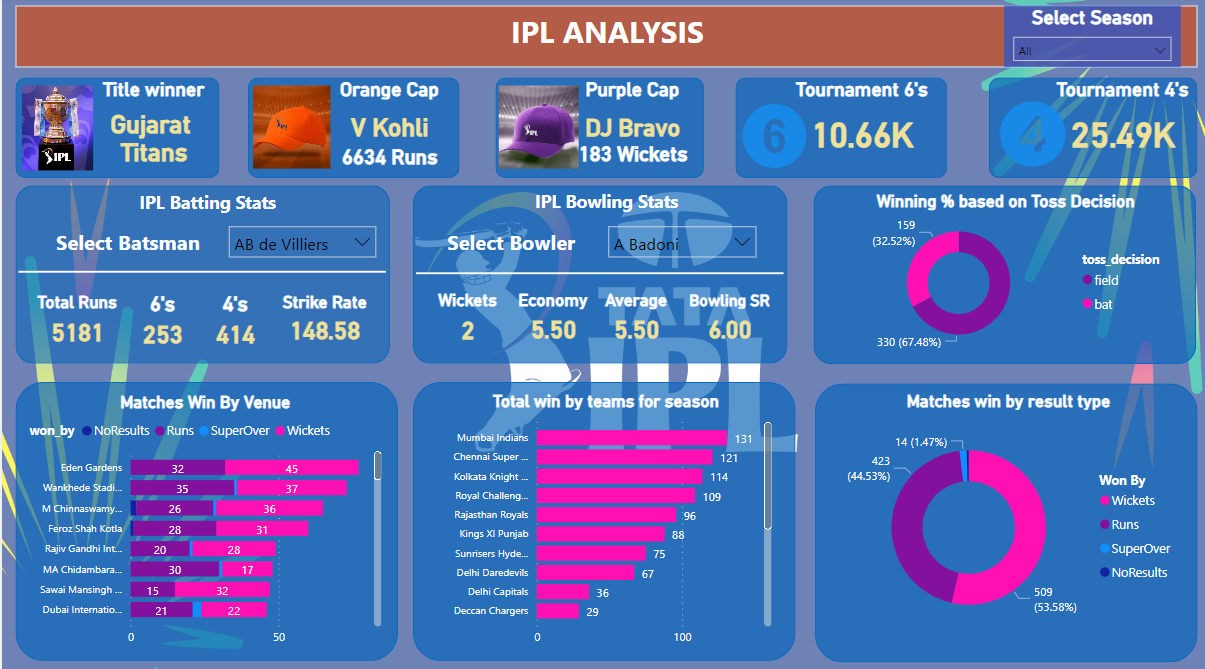 IPL ANALYSIS
Select Season
All
Title winner
Gujarat
Titans
IPL
Orange Cap
V Kohli
6634 Runs
IPL
Purple Cap
DJ Bravo
183 Wickets
IPL
Tournament 6's
6
10.66K
Tournament 4's
4
25.49K
IPL Batting Stats
Select Batsman
AB de Villiers
Total Runs 6's 4's Strike Rate
5181 253 414 148.58
IPL Bowling Stats
Select Bowler
A Badoni
Wickets Economy Average Bowling SR
2 5.50 5.50 6.00
TATA
IPL
Winning % based on Toss Decision
159
(32.52%)
330 (67.48%)
toss_decision
field
bat
Matches Win By Venue
won_by NoResults Runs SuperOver Wickets
Eden Gardens 32 45
Wankhede Stadi... 35 37
M Chinnaswamy... 26 36
Feroz Shah Kotla 28 31
Rajiv Gandhi Int... 20 28
MA Chidambara... 30 17
Sawai Mansingh ... 15 32
Dubai Internatio... 21 22
0 50
Total win by teams for season
Mumbai Indians 131
Chennai Super ... 121
Kolkata Knight ... 114
Royal Challeng... 109
Rajasthan Royals 96
Kings XI Punjab 88
Sunrisers Hyde... 75
Delhi Daredevils 67
Delhi Capitals 36
Deccan Chargers 29
0 100
Matches win by result type
14 (1.47%)
423
(44.53%)
509
(53.58%)
Won By
Wickets
Runs
SuperOver
NoResults